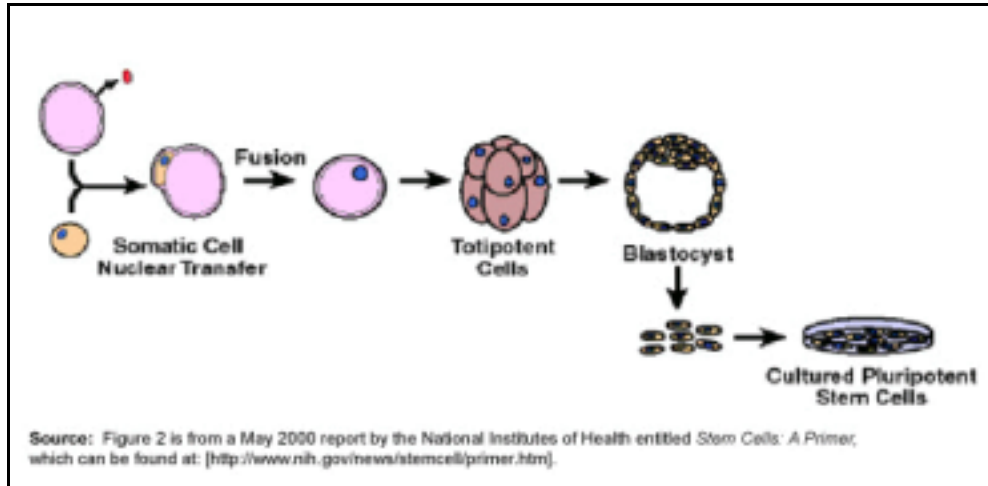 Fusion
Somatic Cell
Nuclear Transfer
Totipotent
Cells
Blastocyst
Cultured Pluripotent
Stem Cells
Source: Figure 2 is from a May 2000 report by the National Institutes of Health entitled Stem Cells: A Primer,
which can be found at: [http://www.nih.gov/news/stemcell/primer.htm].